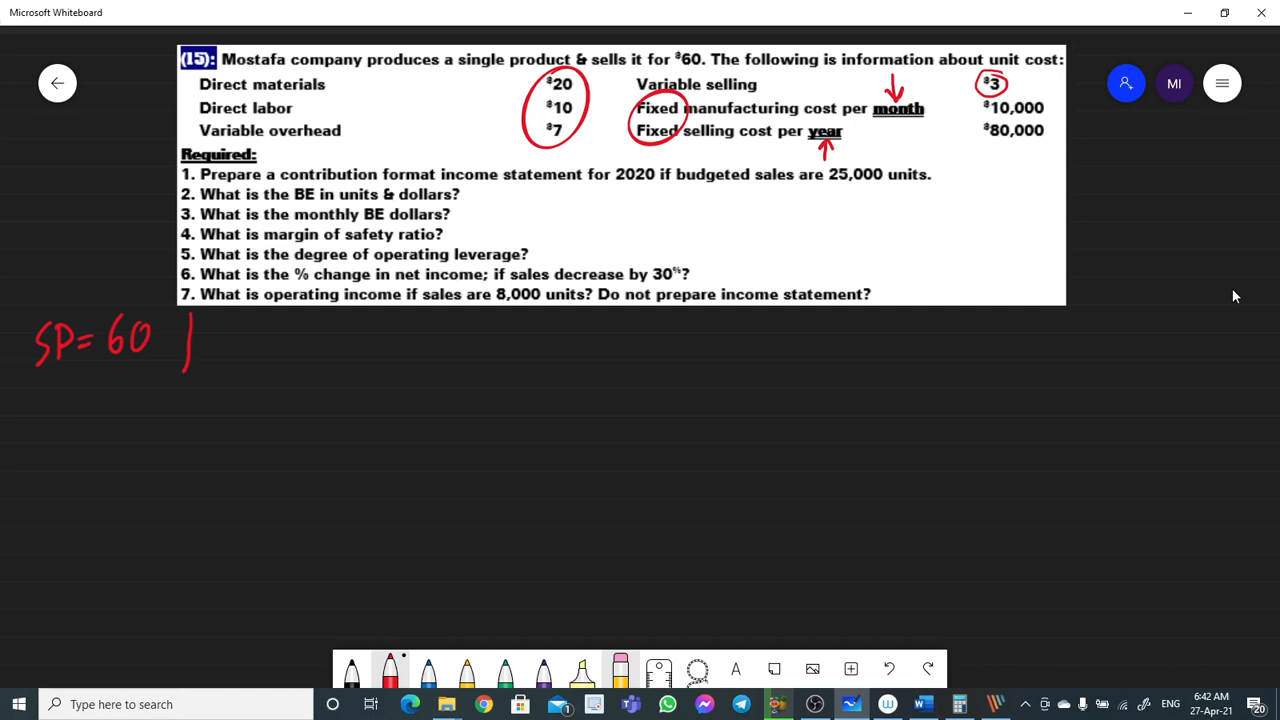 Microsoft Whiteboard
(15): Mostafa company produces a single product & sells it for $60. The following is information about unit cost:
Direct materials $20 Variable selling $3
Direct labor $10 Fixed manufacturing cost per month $10,000
Variable overhead $7 Fixed selling cost per year $80,000
Required:
1. Prepare a contribution format income statement for 2020 if budgeted sales are 25,000 units.
2. What is the BE in units & dollars?
3. What is the monthly BE dollars?
4. What is margin of safety ratio?
5. What is the degree of operating leverage?
6. What is the % change in net income; if sales decrease by 30%?
7. What is operating income if sales are 8,000 units? Do not prepare income statement?
MI
SP= 60 |
Type here to search
6:42 AM
27-Apr-21
20